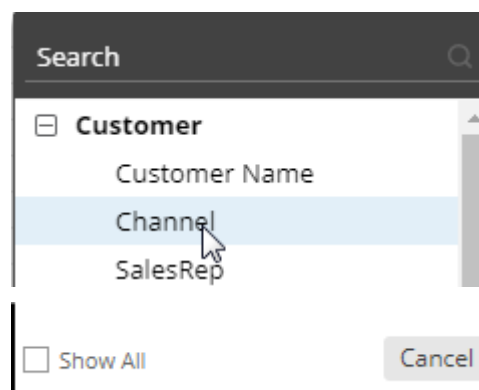 Search
Customer
Customer Name
Channel
SalesRep
Show All
Cancel